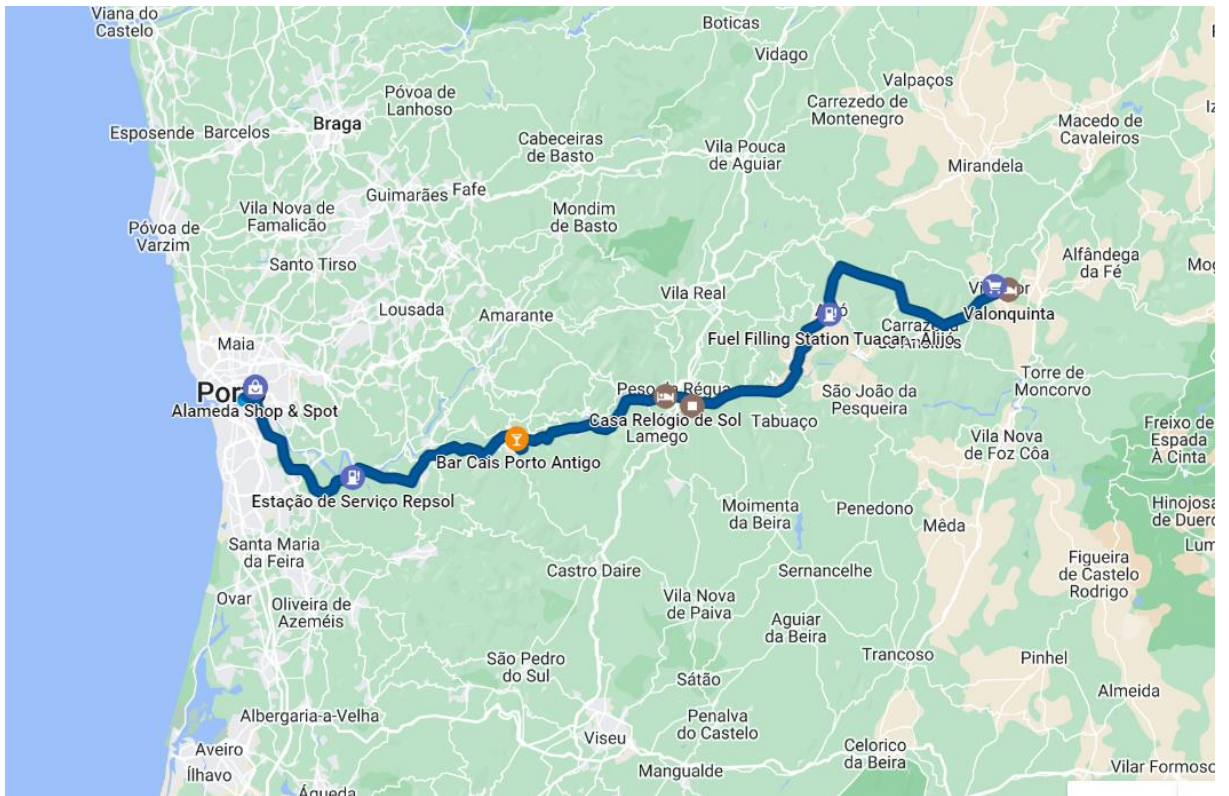 Viana do
Castelo
Boticas
Vidago
Valpaços
Póvoa de
Lanhoso
Carrezedo de
Montenegro
Macedo de
Cavaleiros
Esposende
Barcelos
Braga
Cabeceiras
de Basto
Vila Pouca
de Aguiar
Mirandela
Guimarães
Fafe
Vila Nova de
Famalicão
Mondim
de Basto
Póvoa de
Varzim
Santo Tirso
Alfândega
da Fé
Vila Real
Lousada
Amarante
Valonquinta
Maia
Fuel Filling Station Tuacar - Alijó
Alameda Shop & Spot
Casa Relógio de Sol
Lamego
Tabuaço
São João da
Pesqueira
Torre de
Moncorvo
Bar Cais Porto Antigo
Vila Nova
de Foz Côa
Freixo de
Espada
À Cinta
Estação de Serviço Repsol
Moimenta
da Beira
Penedono
Mêda
Santa Maria
da Feira
Castro Daire
Sernancelhe
Figueira
de Castelo
Rodrigo
Ovar
Oliveira de
Azeméis
Vila Nova
de Paiva
Aguiar
da Beira
Trancoso
Pinhel
São Pedro
do Sul
Sátão
Almeida
Albergaria-a-Velha
Viseu
Penalva
do Castelo
Aveiro
Ílhavo
Mangualde
Celorico
da Beira
Vilar Formoso
Águeda